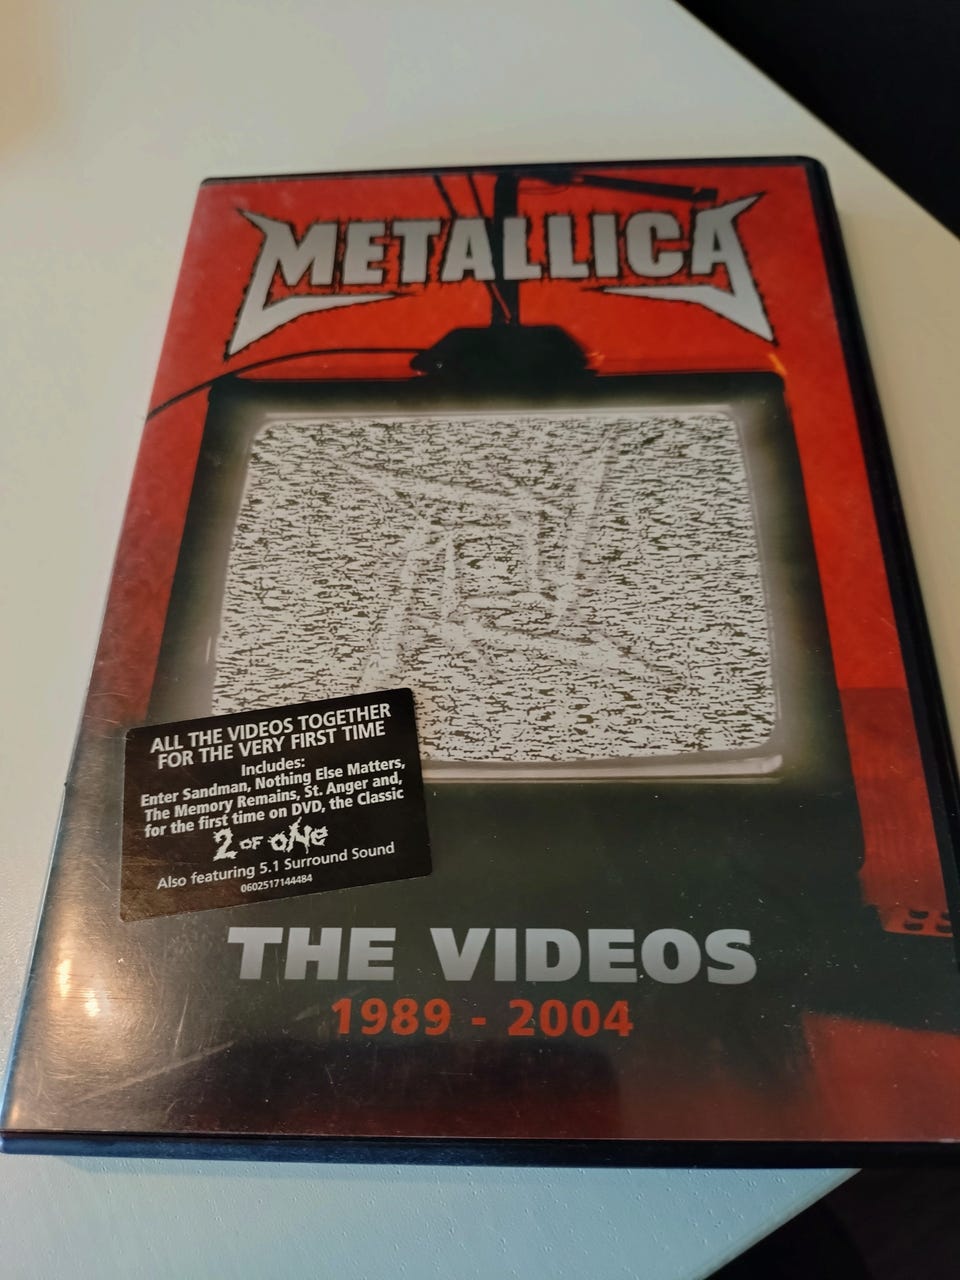 METALLICA
ALL THE VIDEOS TOGETHER
FOR THE VERY FIRST TIME
Includes:
Enter Sandman, Nothing Else Matters,
The Memory Remains, St. Anger and,
for the first time on DVD, the Classic
2 OF ONE
Also featuring 5.1 Surround Sound
0602517144484
THE VIDEOS
1989 - 2004